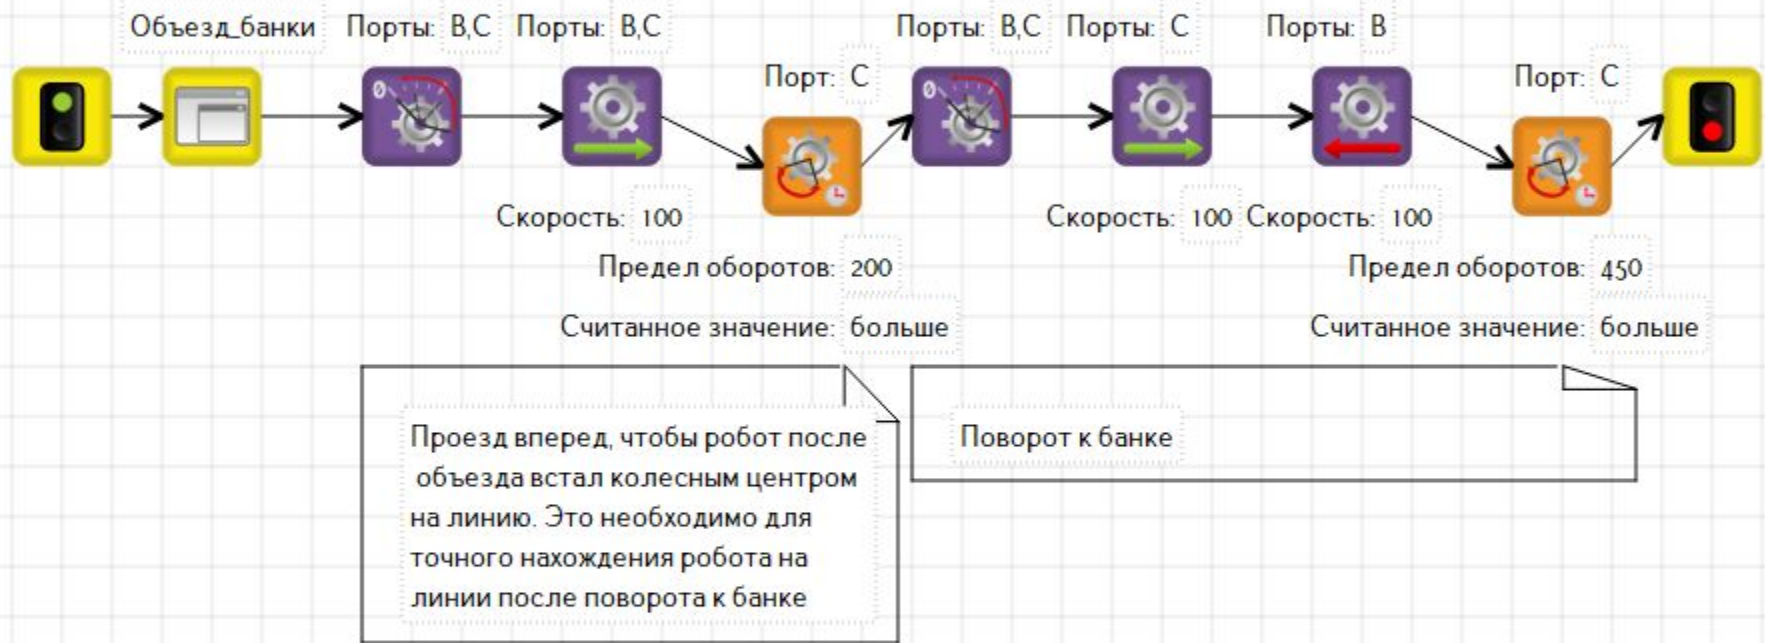 Объезд_банки Порты: B,C Порты: B,C Порты: B,C Порты: C Порты: B
Порт: C Порт: C
Скорость: 100 Скорость: 100 Скорость: 100
Предел оборотов: 200 Предел оборотов: 450
Считанное значение: больше Считанное значение: больше
Проезд вперед, чтобы робот после
объезда встал колесным центром
на линию. Это необходимо для
точного нахождения робота на
линии после поворота к банке
Поворот к банке